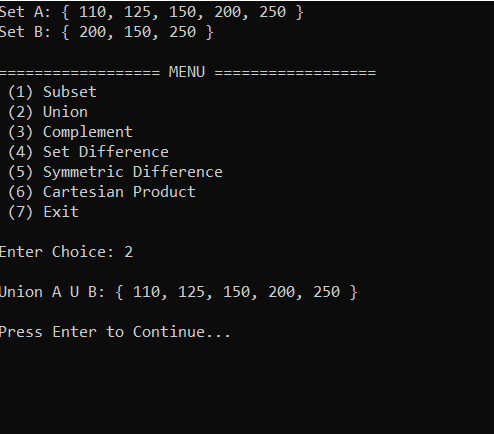 Set A: { 110, 125, 150, 200, 250 }
Set B: { 200, 150, 250 }
================== MENU ==================
(1) Subset
(2) Union
(3) Complement
(4) Set Difference
(5) Symmetric Difference
(6) Cartesian Product
(7) Exit
Enter Choice: 2
Union A U B: { 110, 125, 150, 200, 250 }
Press Enter to Continue...